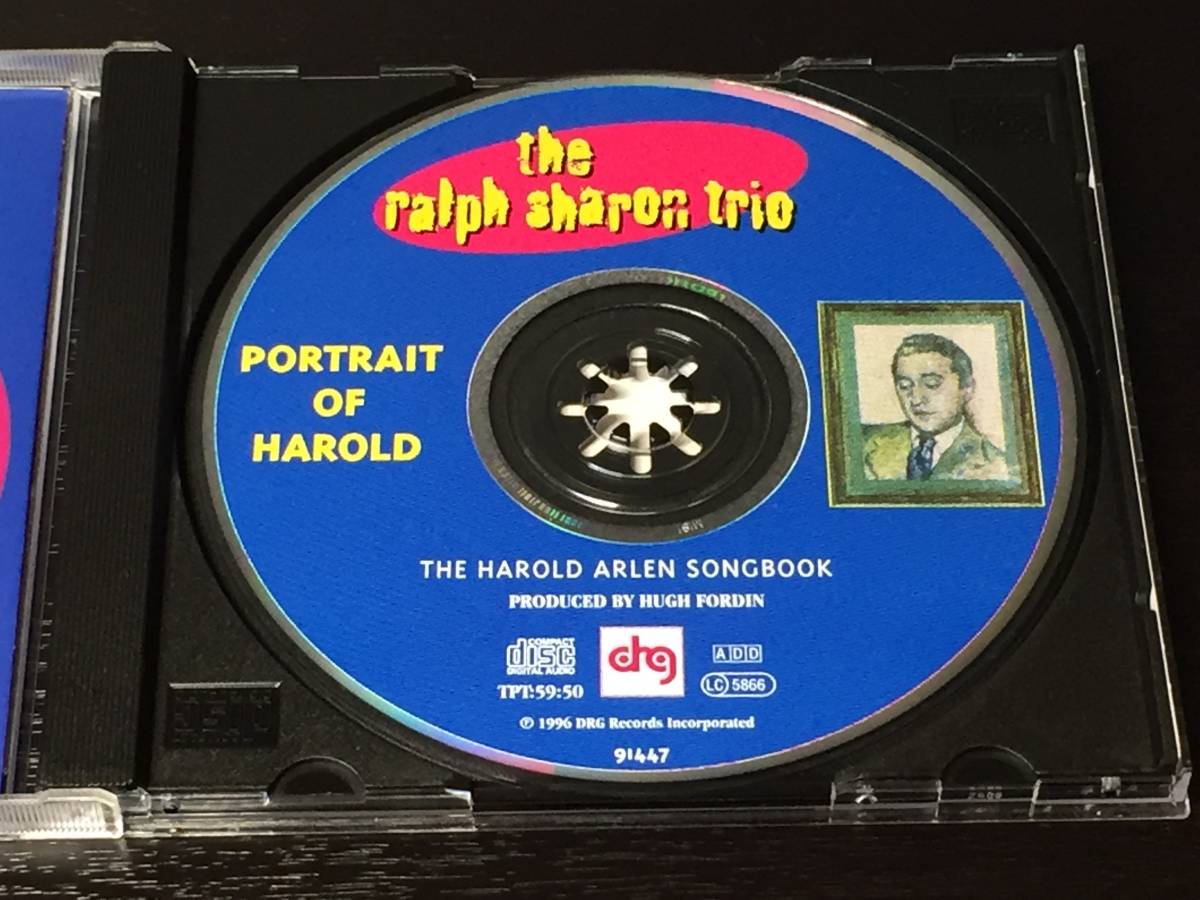 the
ralph sharon trio
PORTRAIT
OF
HAROLD
THE HAROLD ARLEN SONGBOOK
PRODUCED BY HUGH FORDIN
COMPACT
disc
DIGITAL AUDIO
drg
ADD
TPT:59:50
LC 5866
℗ 1996 DRG Records Incorporated
91447